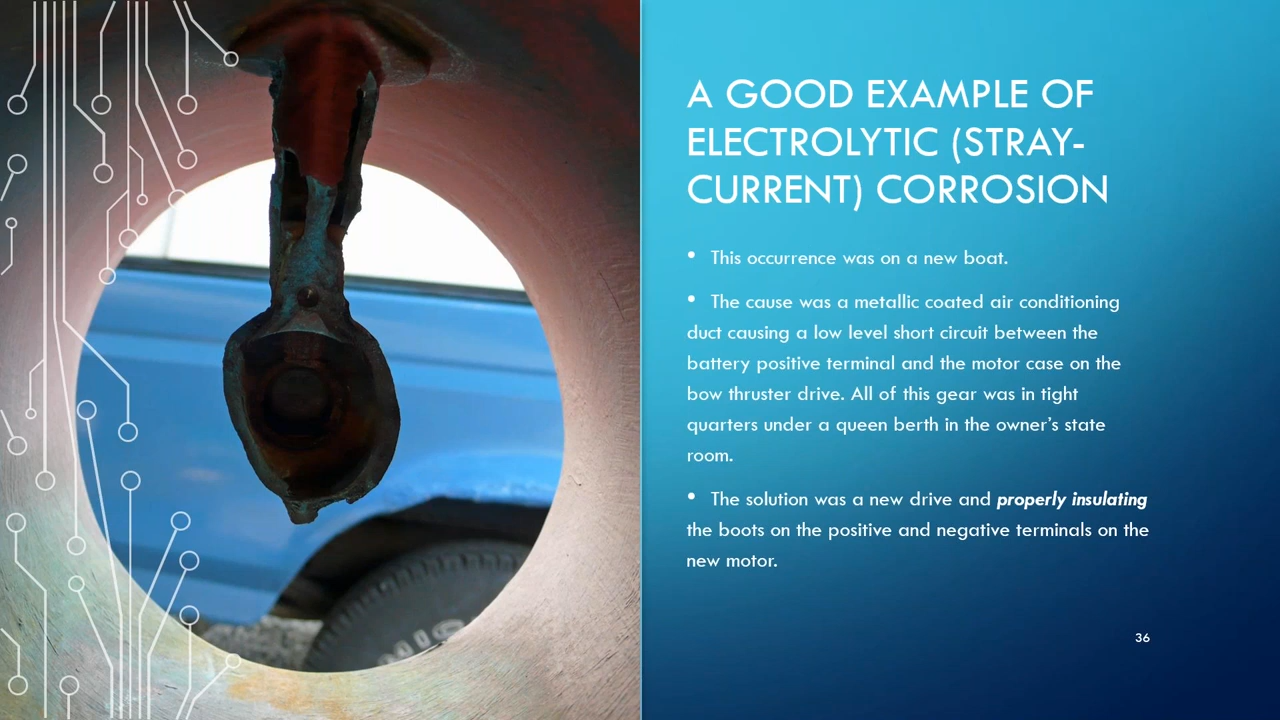 A GOOD EXAMPLE OF
ELECTROLYTIC (STRAY-
CURRENT) CORROSION
• This occurrence was on a new boat.
• The cause was a metallic coated air conditioning
duct causing a low level short circuit between the
battery positive terminal and the motor case on the
bow thruster drive. All of this gear was in tight
quarters under a queen berth in the owner's state
room.
• The solution was a new drive and properly insulating
the boots on the positive and negative terminals on the
new motor.
36